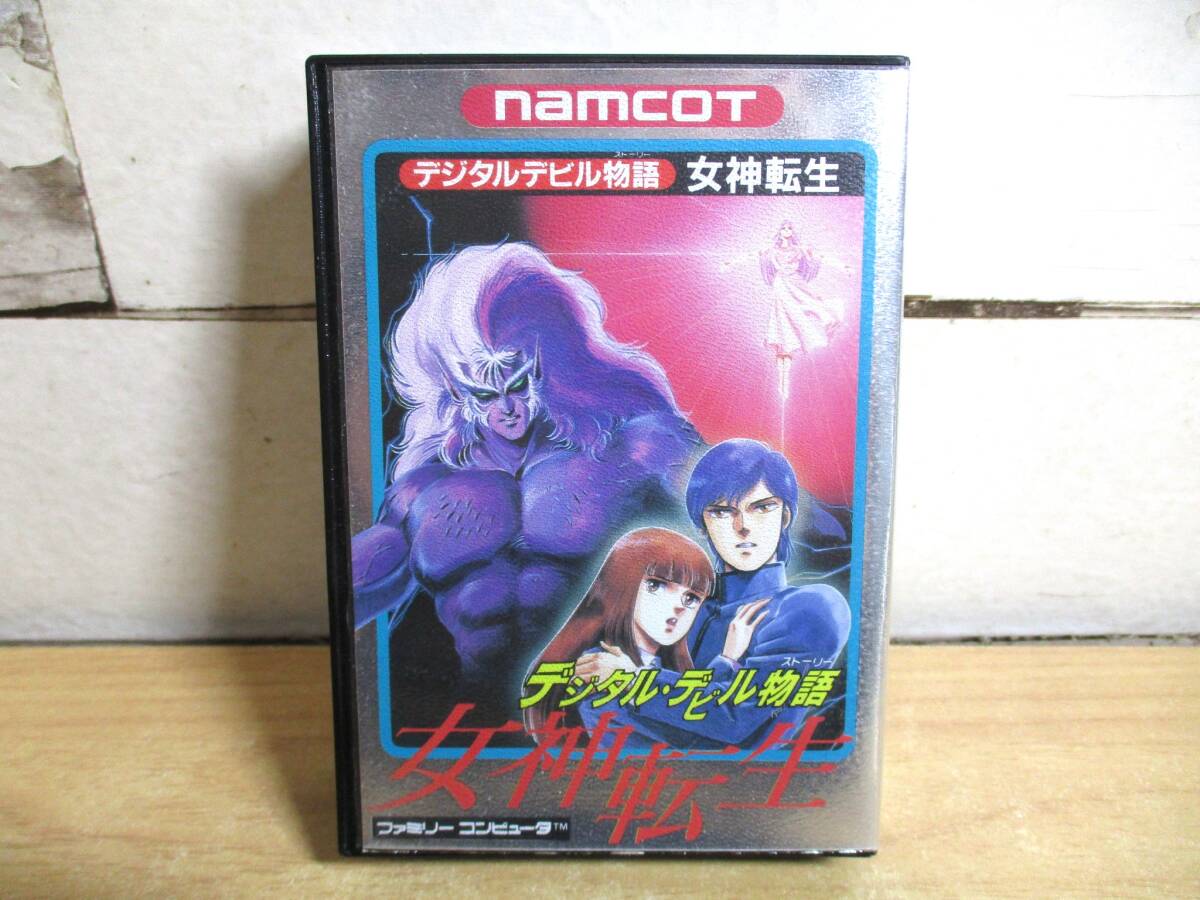 namcoT
ストーリー
デジタルデビル物語 女神転生
ストーリー
デジタル・デビル物語
女神転生
ファミリーコンピュータ™